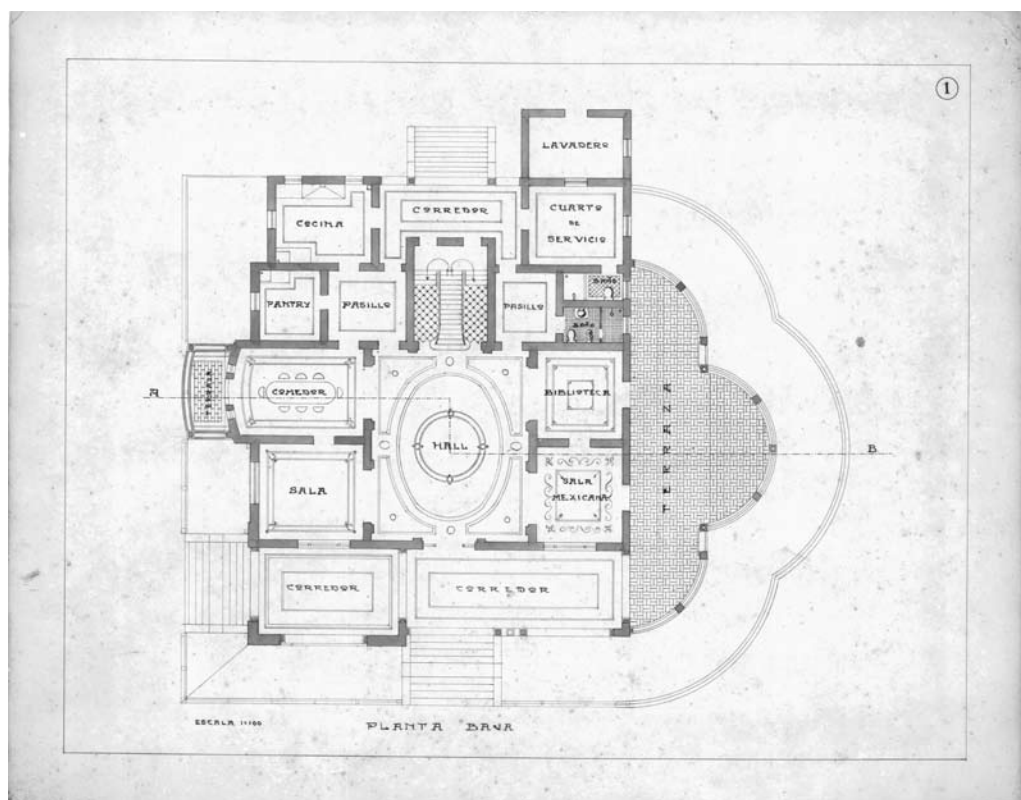 1
LAVADERO
COCINA
CORREDOR
CUARTO
DE
SERVICIO
PANTRY
PASILLO
PASILLO
BAÑO
BAÑO
A
COMEDOR
BIBLIOTECA
TERRAZA
HALL
B
SALA
SALA
MEXICANA
CORREDOR
CORREDOR
ESCALA 1:100
PLANTA BAJA